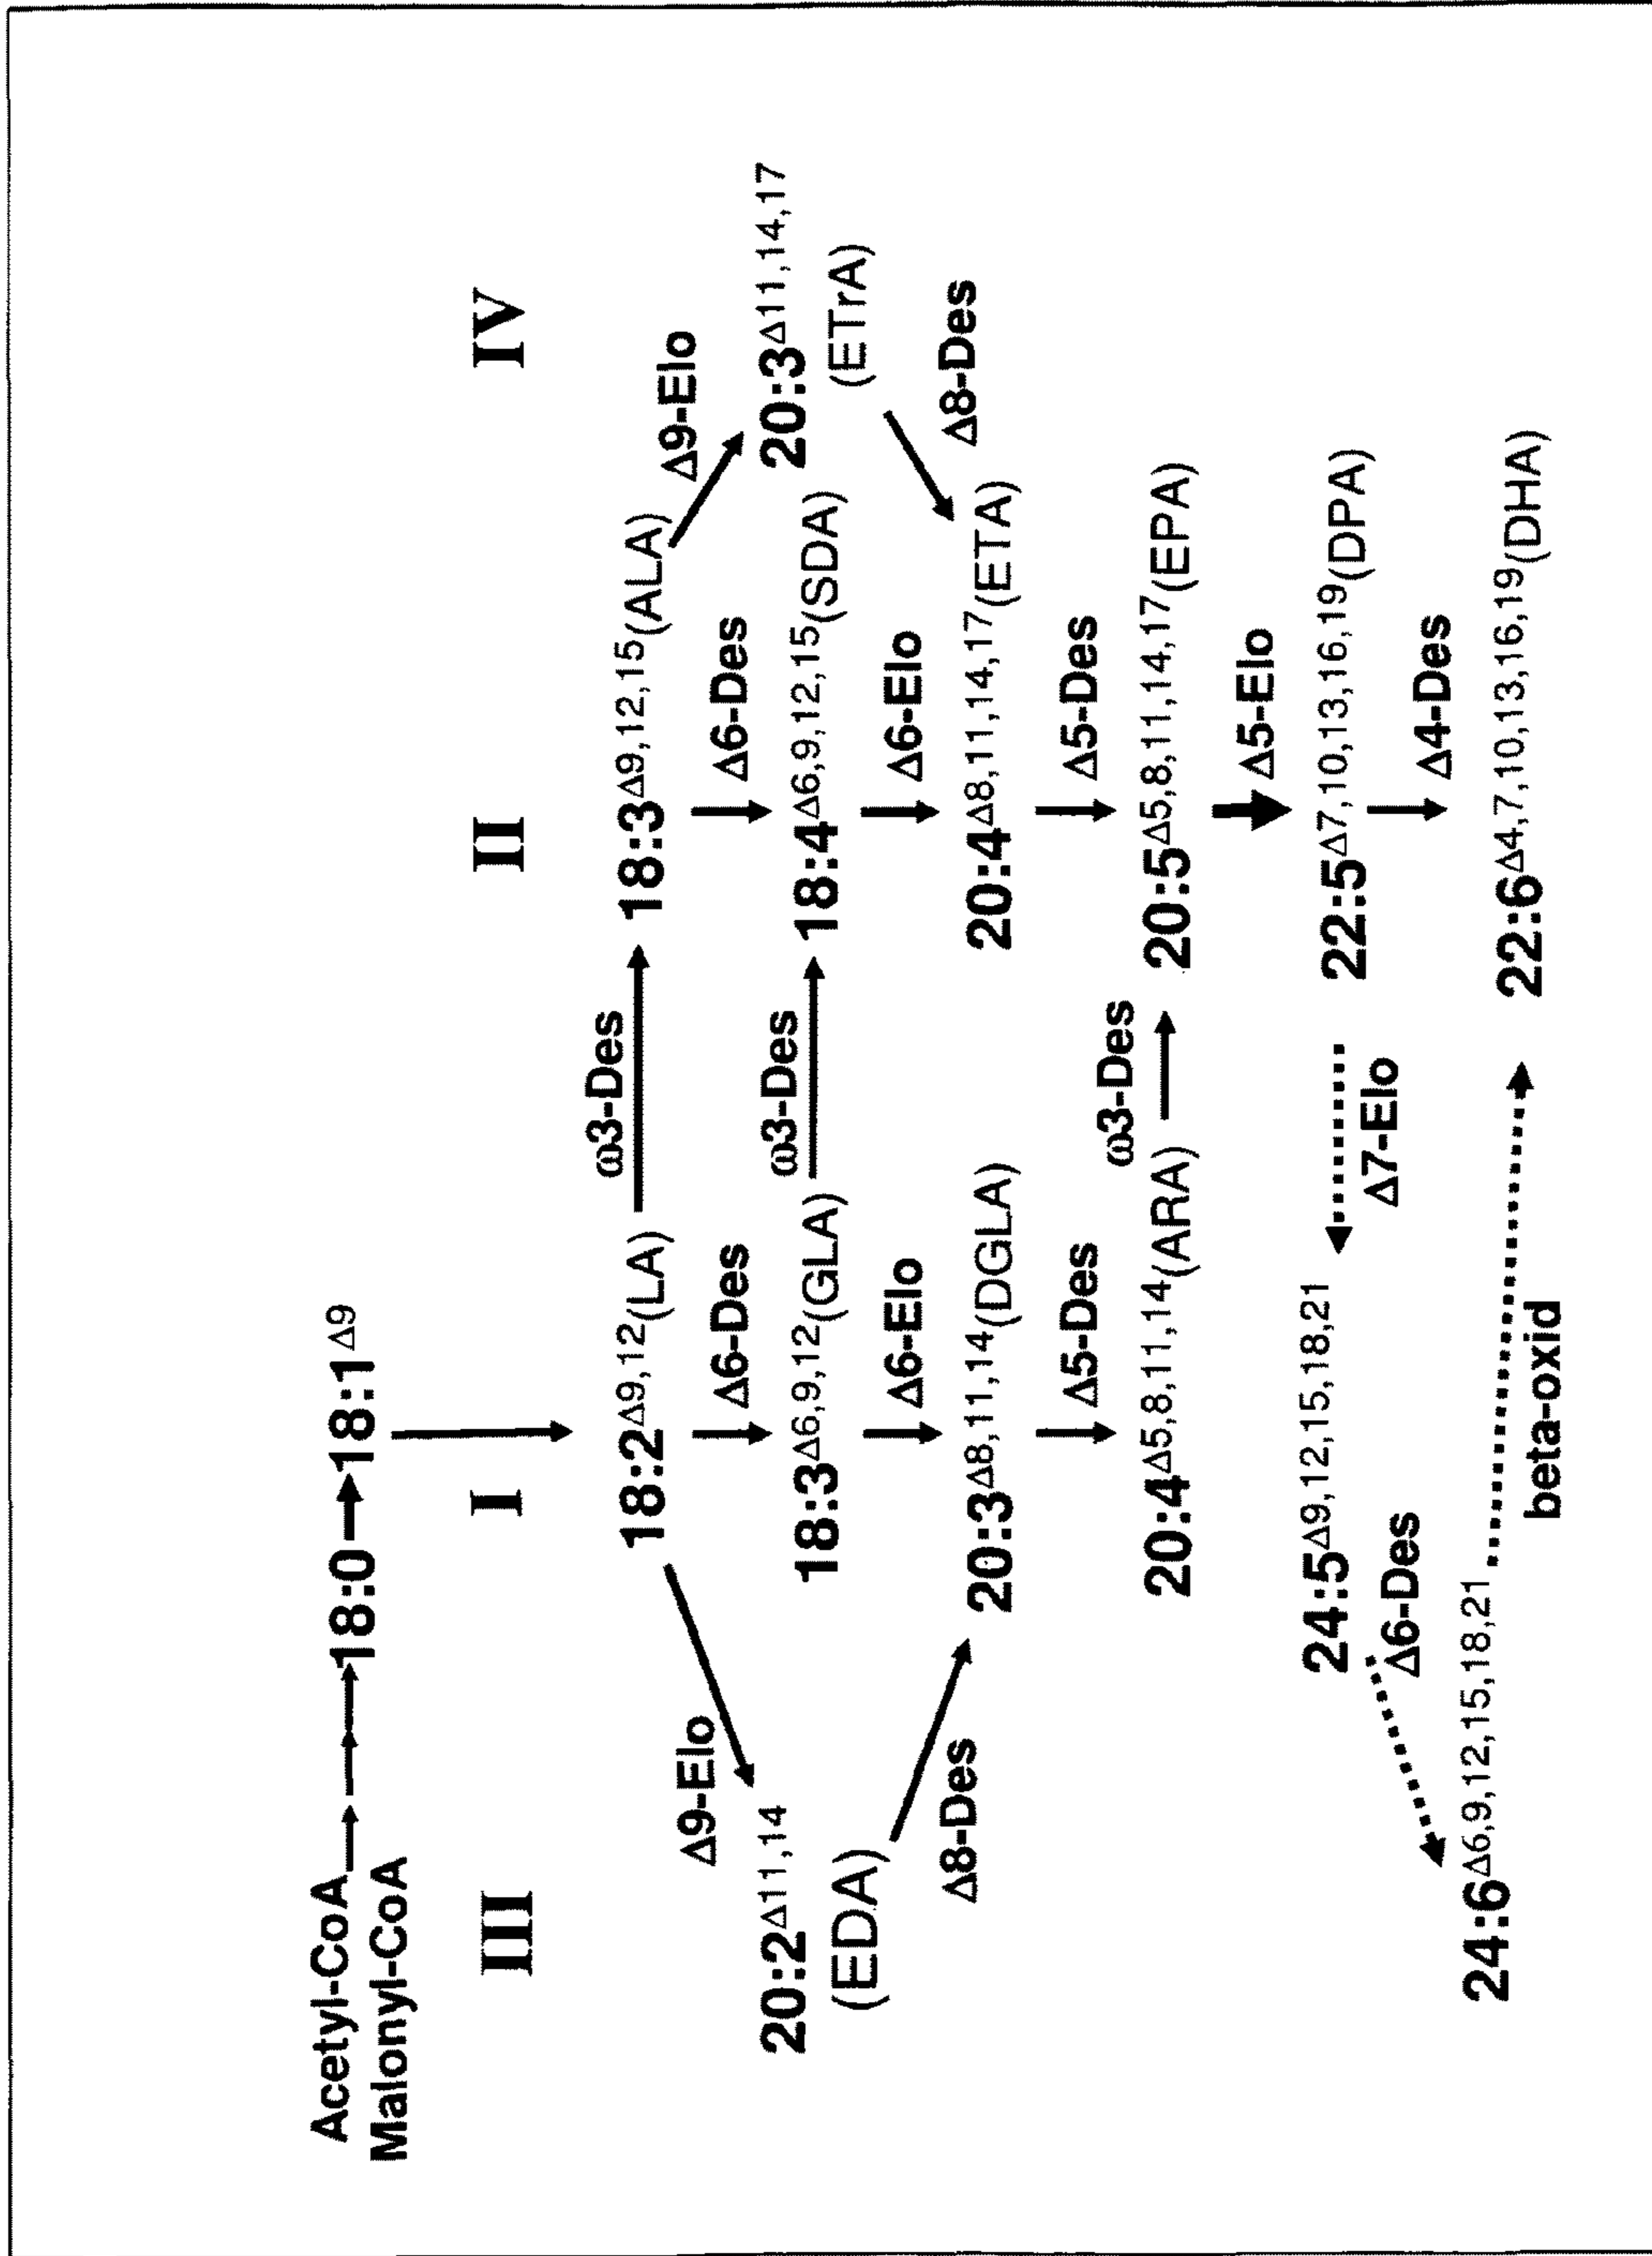 Acetyl-CoA
Malonyl-CoA
18:0
18:1Δ9
III
I
II
IV
18:2Δ9,12(LA)
ω3-Des
18:3Δ9,12,15(ALA)
Δ9-Elo
Δ6-Des
Δ6-Des
Δ9-Elo
20:2Δ11,14
(EDA)
18:3Δ6,9,12(GLA)
ω3-Des
18:4Δ6,9,12,15(SDA)
20:3Δ11,14,17
(ETrA)
Δ8-Des
Δ6-Elo
Δ6-Elo
Δ8-Des
20:3Δ8,11,14(DGLA)
20:4Δ8,11,14,17(ETA)
Δ5-Des
Δ5-Des
20:4Δ5,8,11,14(ARA)
ω3-Des
20:5Δ5,8,11,14,17(EPA)
Δ5-Elo
24:5Δ9,12,15,18,21
Δ7-Elo
22:5Δ7,10,13,16,19(DPA)
Δ6-Des
Δ4-Des
24:6Δ6,9,12,15,18,21
beta-oxid
22:6Δ4,7,10,13,16,19(DHA)